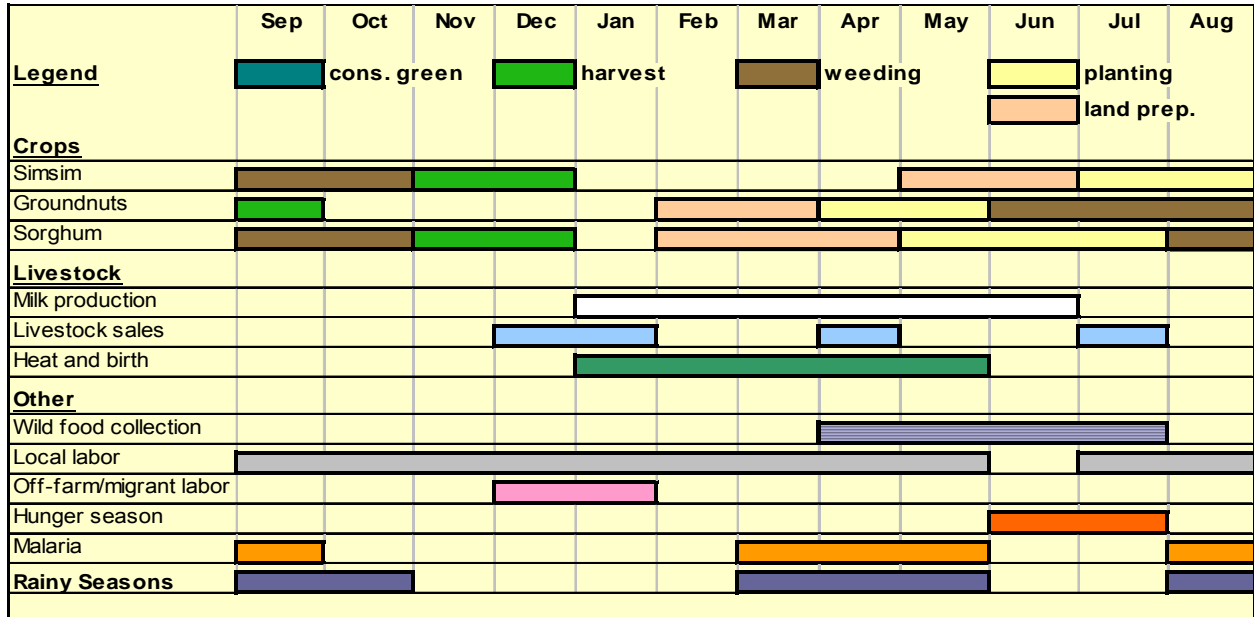 Sep Oct Nov Dec Jan Feb Mar Apr May Jun Jul Aug
Legend cons. green harvest weeding planting
land prep.
Crops
Simsim
Groundnuts
Sorghum
Livestock
Milk production
Livestock sales
Heat and birth
Other
Wild food collection
Local labor
Off-farm/migrant labor
Hunger season
Malaria
Rainy Seasons